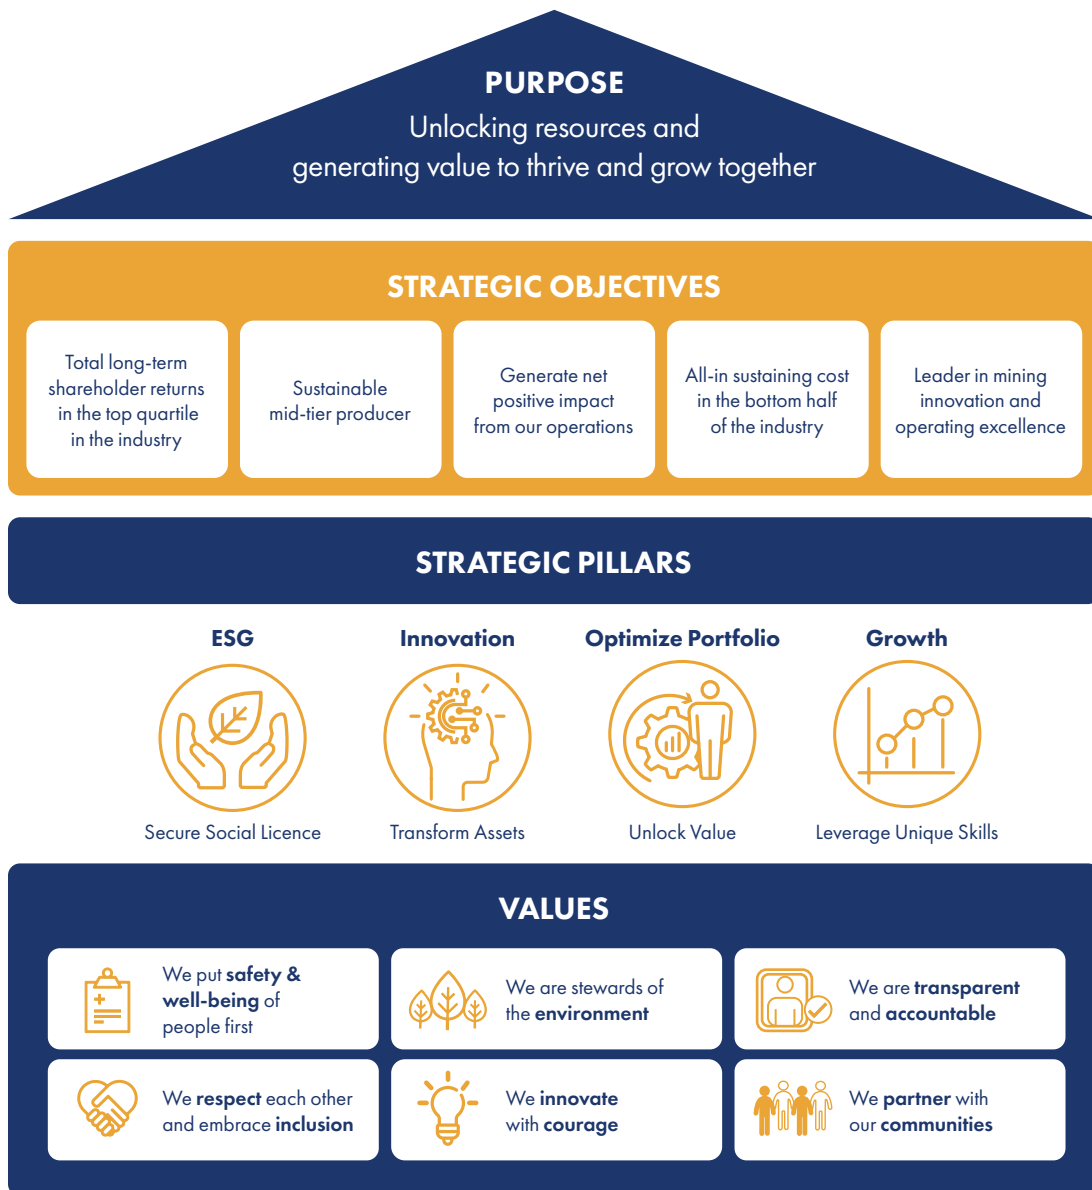 PURPOSE
Unlocking resources and
generating value to thrive and grow together
STRATEGIC OBJECTIVES
Total long-term
shareholder returns
in the top quartile
in the industry
Sustainable
mid-tier producer
Generate net
positive impact
from our operations
All-in sustaining cost
in the bottom half
of the industry
Leader in mining
innovation and
operating excellence
STRATEGIC PILLARS
ESG
Secure Social Licence
Innovation
Transform Assets
Optimize Portfolio
Unlock Value
Growth
Leverage Unique Skills
VALUES
We put safety &
well-being of
people first
We are stewards of
the environment
We are transparent
and accountable
We respect each other
and embrace inclusion
We innovate
with courage
We partner with
our communities